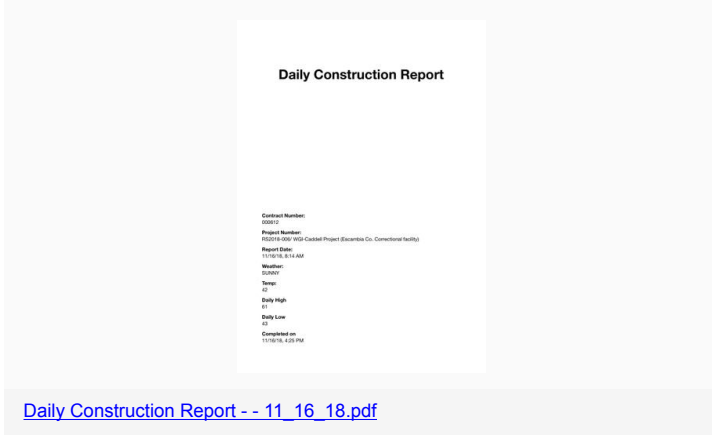 Daily Construction Report
Contract Number:
000612
Project Number:
RS2018-006/ WGI-Caddell Project (Escambia Co. Correctional facility)
Report Date:
11/16/18, 8:14 AM
Weather:
SUNNY
Temp:
42
Daily High
61
Daily Low
43
Completed on
11/16/18, 4:25 PM
Daily Construction Report - - 11_16_18.pdf